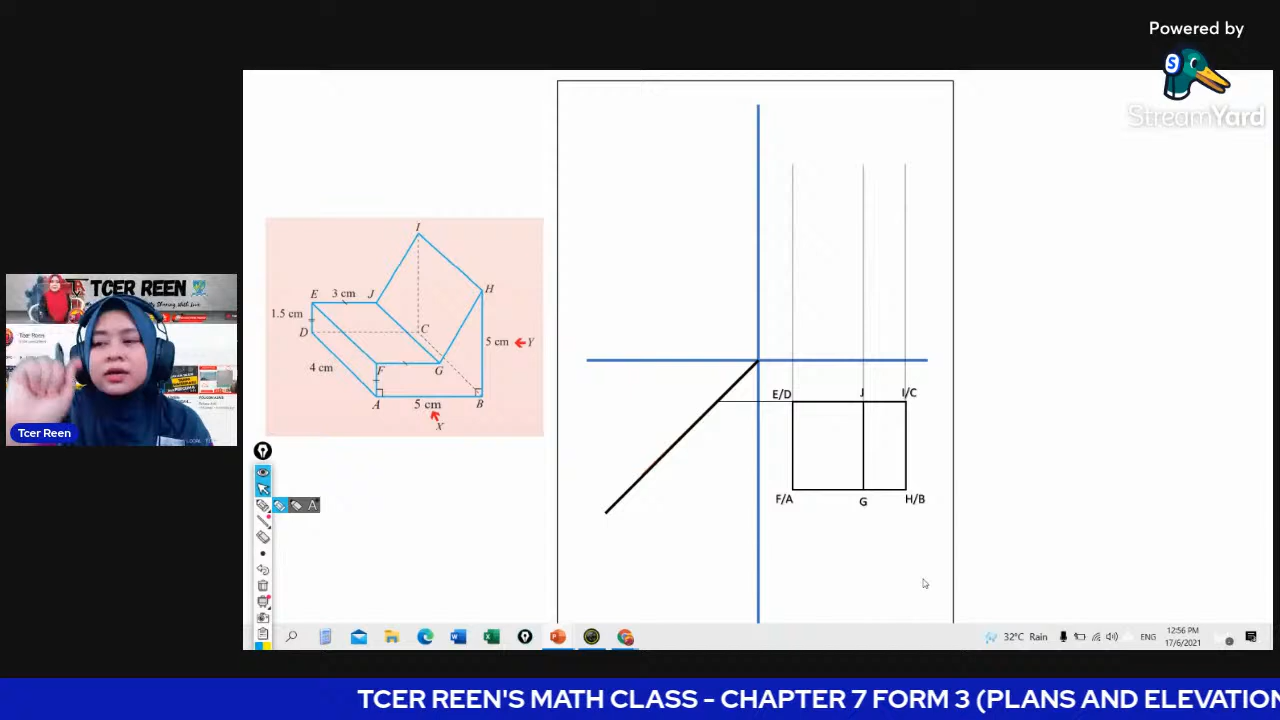 Powered by
S
StreamYard
I
E 3 cm J
H
1.5 cm
D
C
5 cm Y
4 cm
F
G
A 5 cm B
X
E/D J I/C
F/A G H/B
TCER REEN
Tcer Reen
Tcer Reen
A
32°C Rain
ENG
12:56 PM
17/6/2021
TCER REEN'S MATH CLASS - CHAPTER 7 FORM 3 (PLANS AND ELEVATION